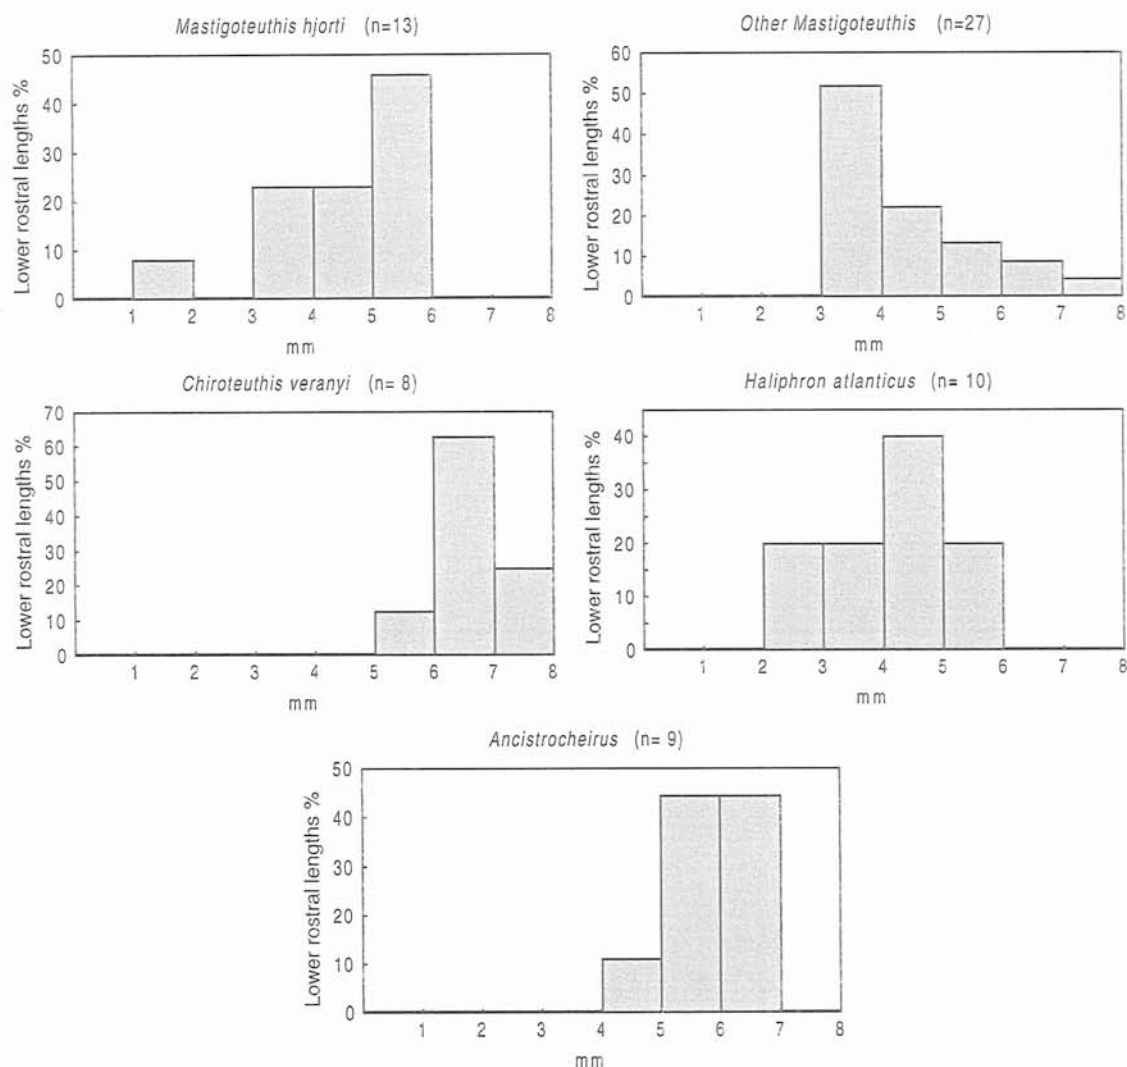 Mastigoteuthis hjorti (n=13)
Lower rostral lengths %
50
40
30
20
10
0
1 2 3 4 5 6 7 8
mm
Other Mastigoteuthis (n=27)
Lower rostral lengths %
60
50
40
30
20
10
0
1 2 3 4 5 6 7 8
mm
Chiroteuthis veranyi (n= 8)
Lower rostral lengths %
70
60
50
40
30
20
10
0
1 2 3 4 5 6 7 8
mm
Haliphron atlanticus (n= 10)
Lower rostral lengths %
40
30
20
10
0
1 2 3 4 5 6 7 8
mm
Ancistrocheirus (n= 9)
Lower rostral lengths %
50
40
30
20
10
0
1 2 3 4 5 6 7 8
mm